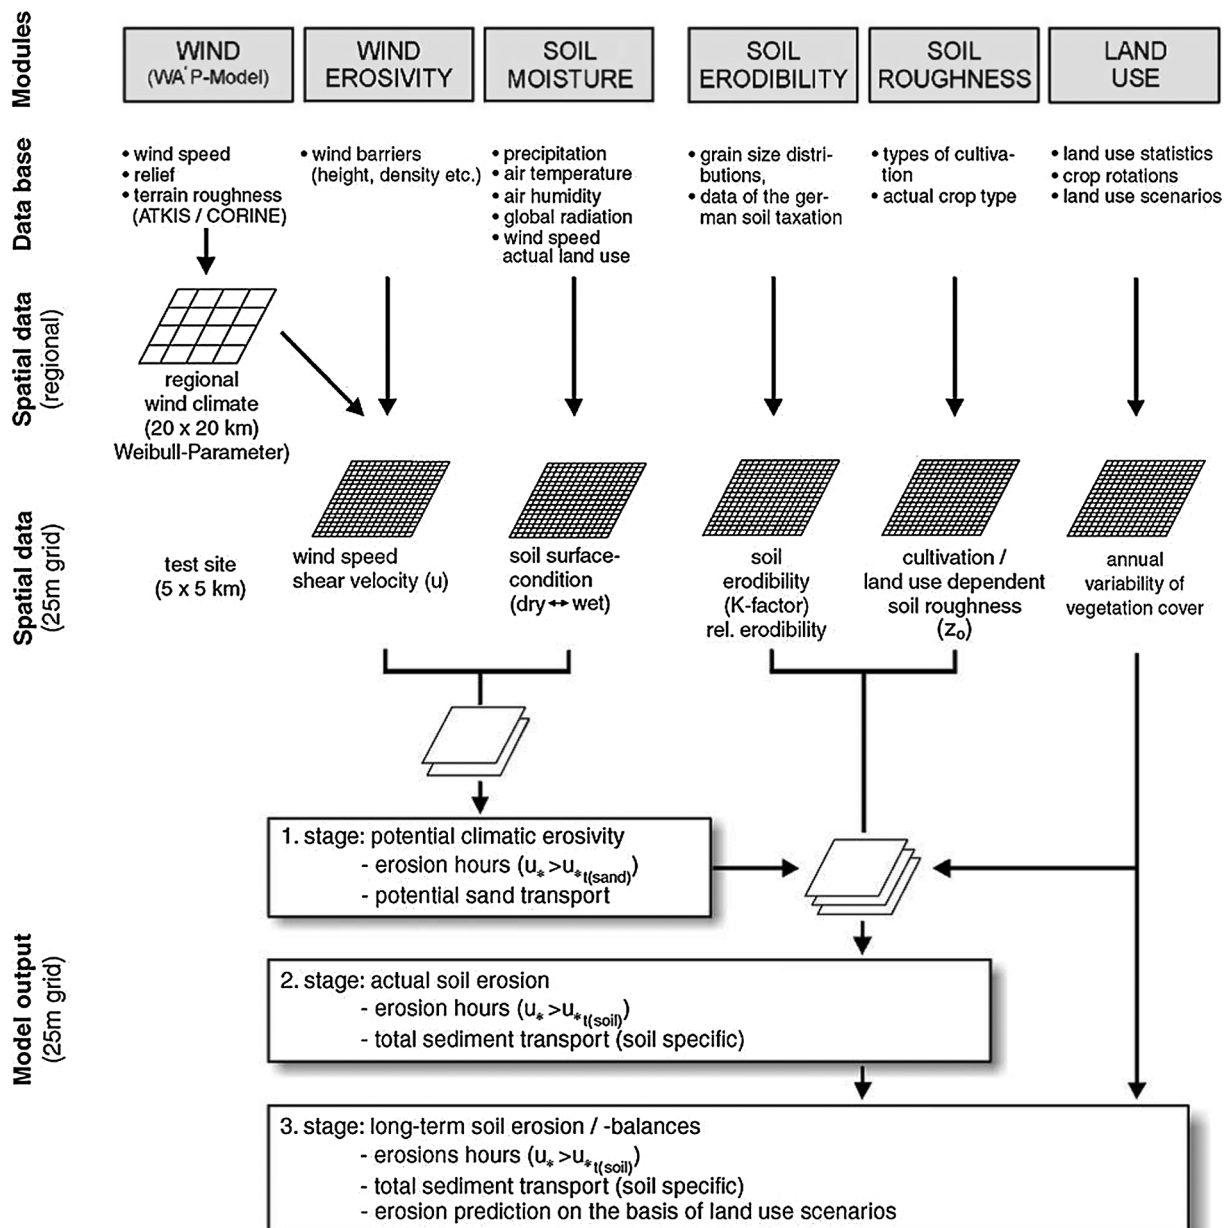 Modules
WIND
(WA'P-Model)
WIND
EROSIVITY
SOIL
MOISTURE
SOIL
ERODIBILITY
SOIL
ROUGHNESS
LAND
USE
Data base
• wind speed
• relief
• terrain roughness
(ATKIS / CORINE)
• wind barriers
(height, density etc.)
• precipitation
• air temperature
• air humidity
• global radiation
• wind speed
actual land use
• grain size distri-
butions,
• data of the ger-
man soil taxation
• types of cultiva-
tion
• actual crop type
• land use statistics
• crop rotations
• land use scenarios
Spatial data
(regional)
regional
wind climate
(20 x 20 km)
Weibull-Parameter)
Spatial data
(25m grid)
test site
(5 x 5 km)
wind speed
shear velocity (u)
soil surface-
condition
(dry ↔ wet)
soil
erodibility
(K-factor)
rel. erodibility
cultivation /
land use dependent
soil roughness
(z₀)
annual
variability of
vegetation cover
Model output
(25m grid)
1. stage: potential climatic erosivity
- erosion hours (u* >u*t(sand))
- potential sand transport
2. stage: actual soil erosion
- erosion hours (u* >u*t(soil))
- total sediment transport (soil specific)
3. stage: long-term soil erosion / -balances
- erosions hours (u* >u*t(soil))
- total sediment transport (soil specific)
- erosion prediction on the basis of land use scenarios